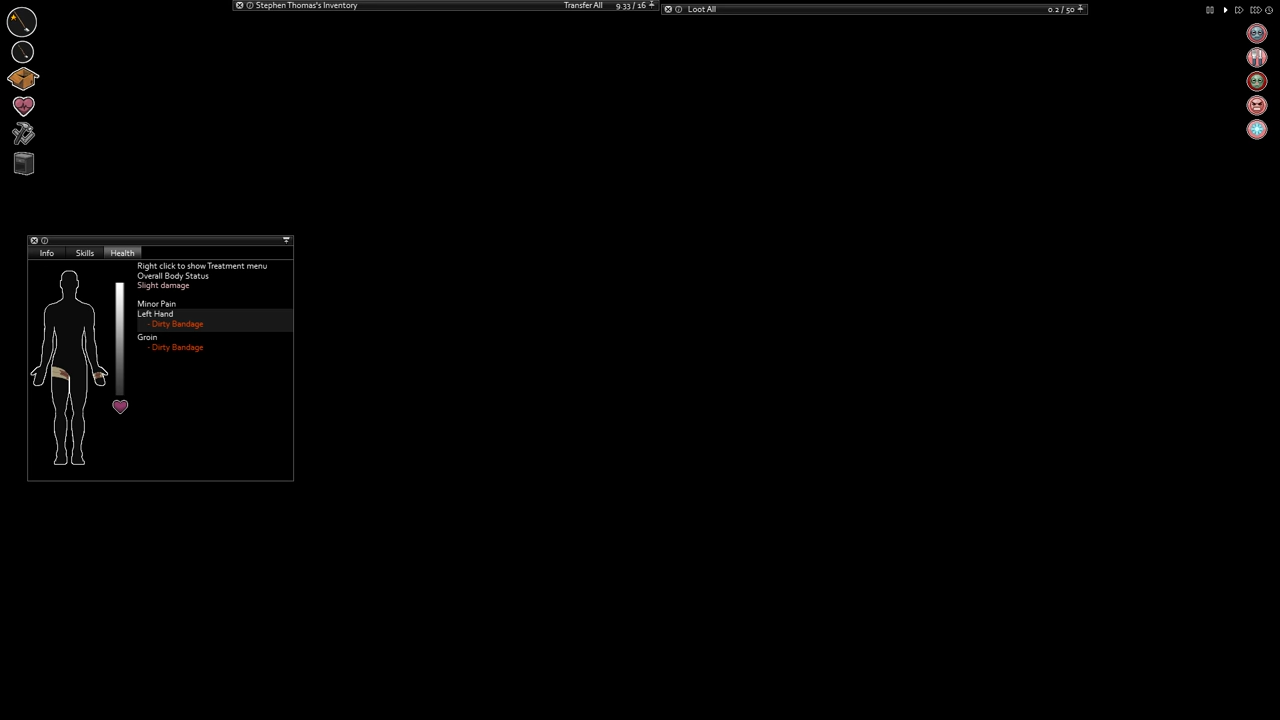 Stephen Thomas's Inventory Transfer All 9.33 / 16
Loot All 0.2 / 50
Info Skills Health
Right click to show Treatment menu
Overall Body Status
Slight damage
Minor Pain
Left Hand
- Dirty Bandage
Groin
- Dirty Bandage